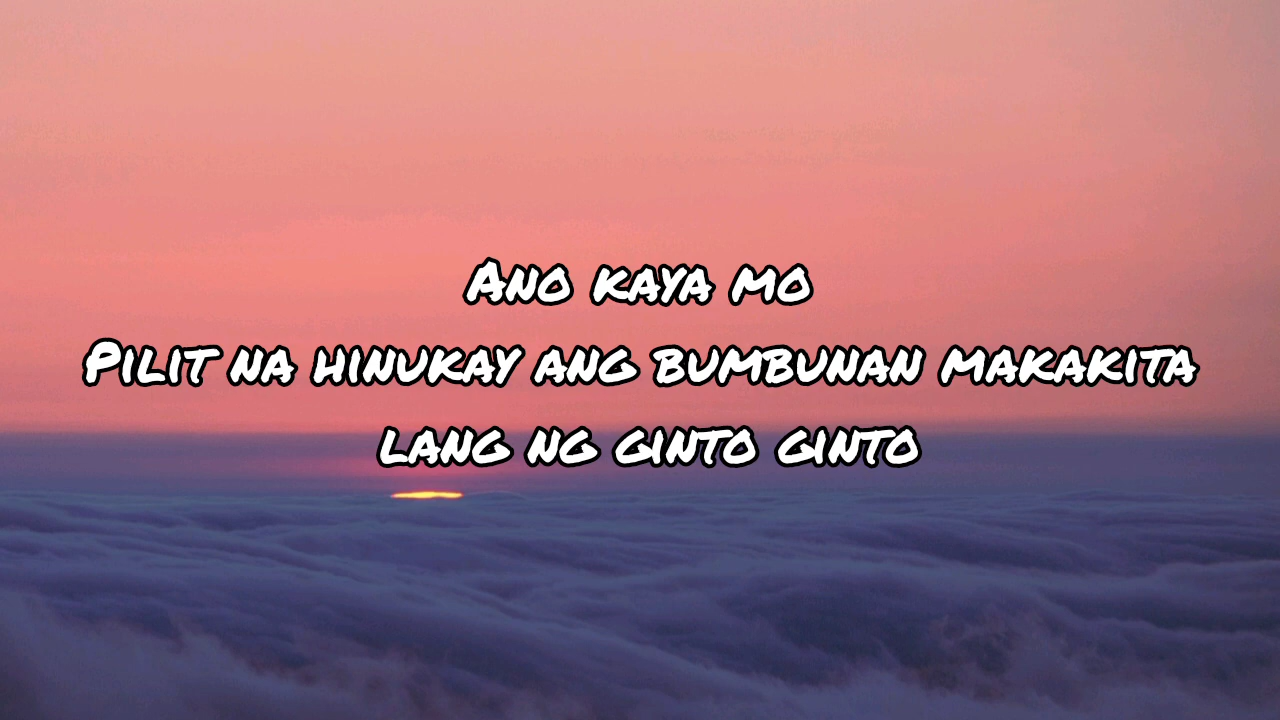 Ano kaya mo
Pilit na hinukay ang bumbunan makakita
lang ng ginto ginto